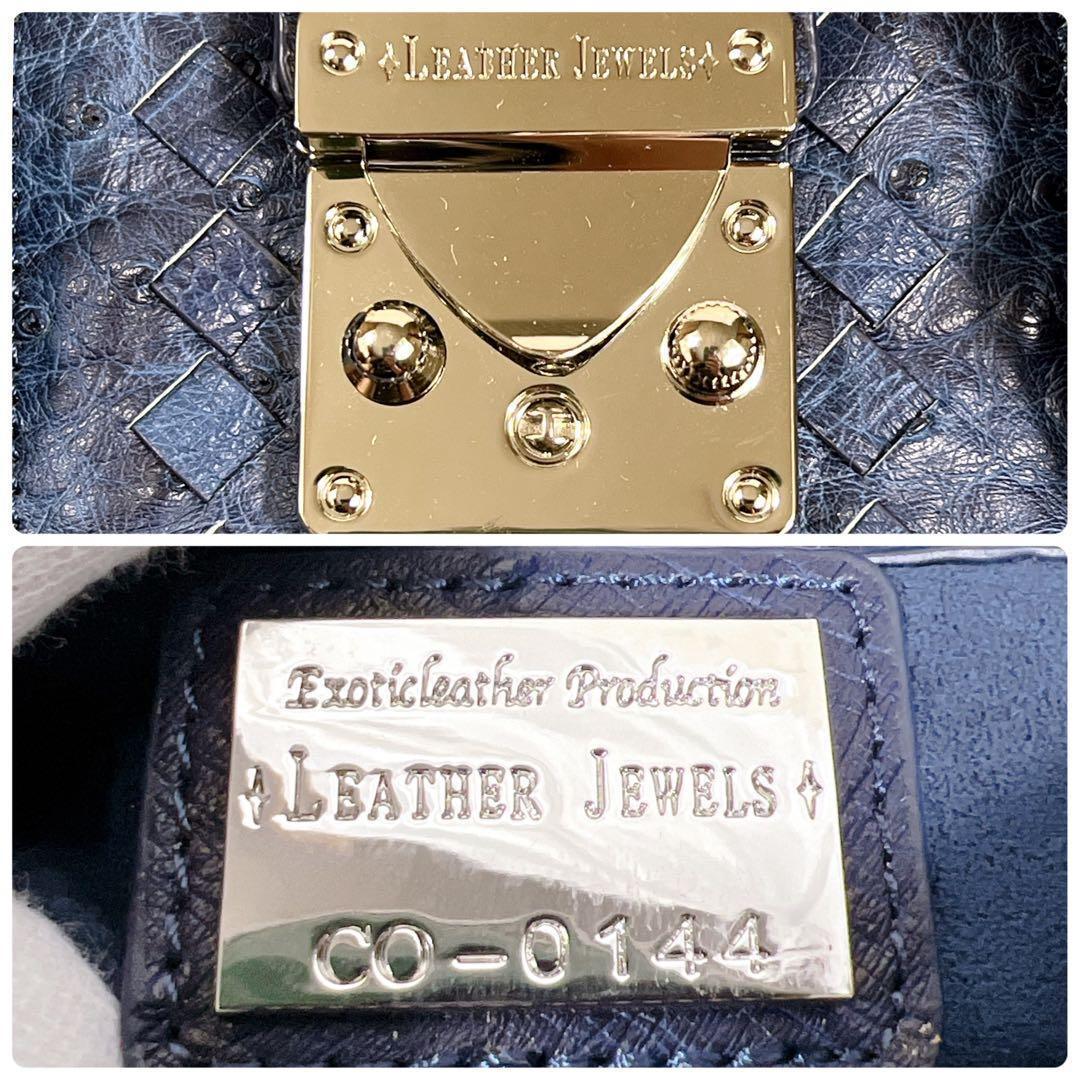 LEATHER JEWELS
Exoticleather Production
LEATHER JEWELS
CO-0144